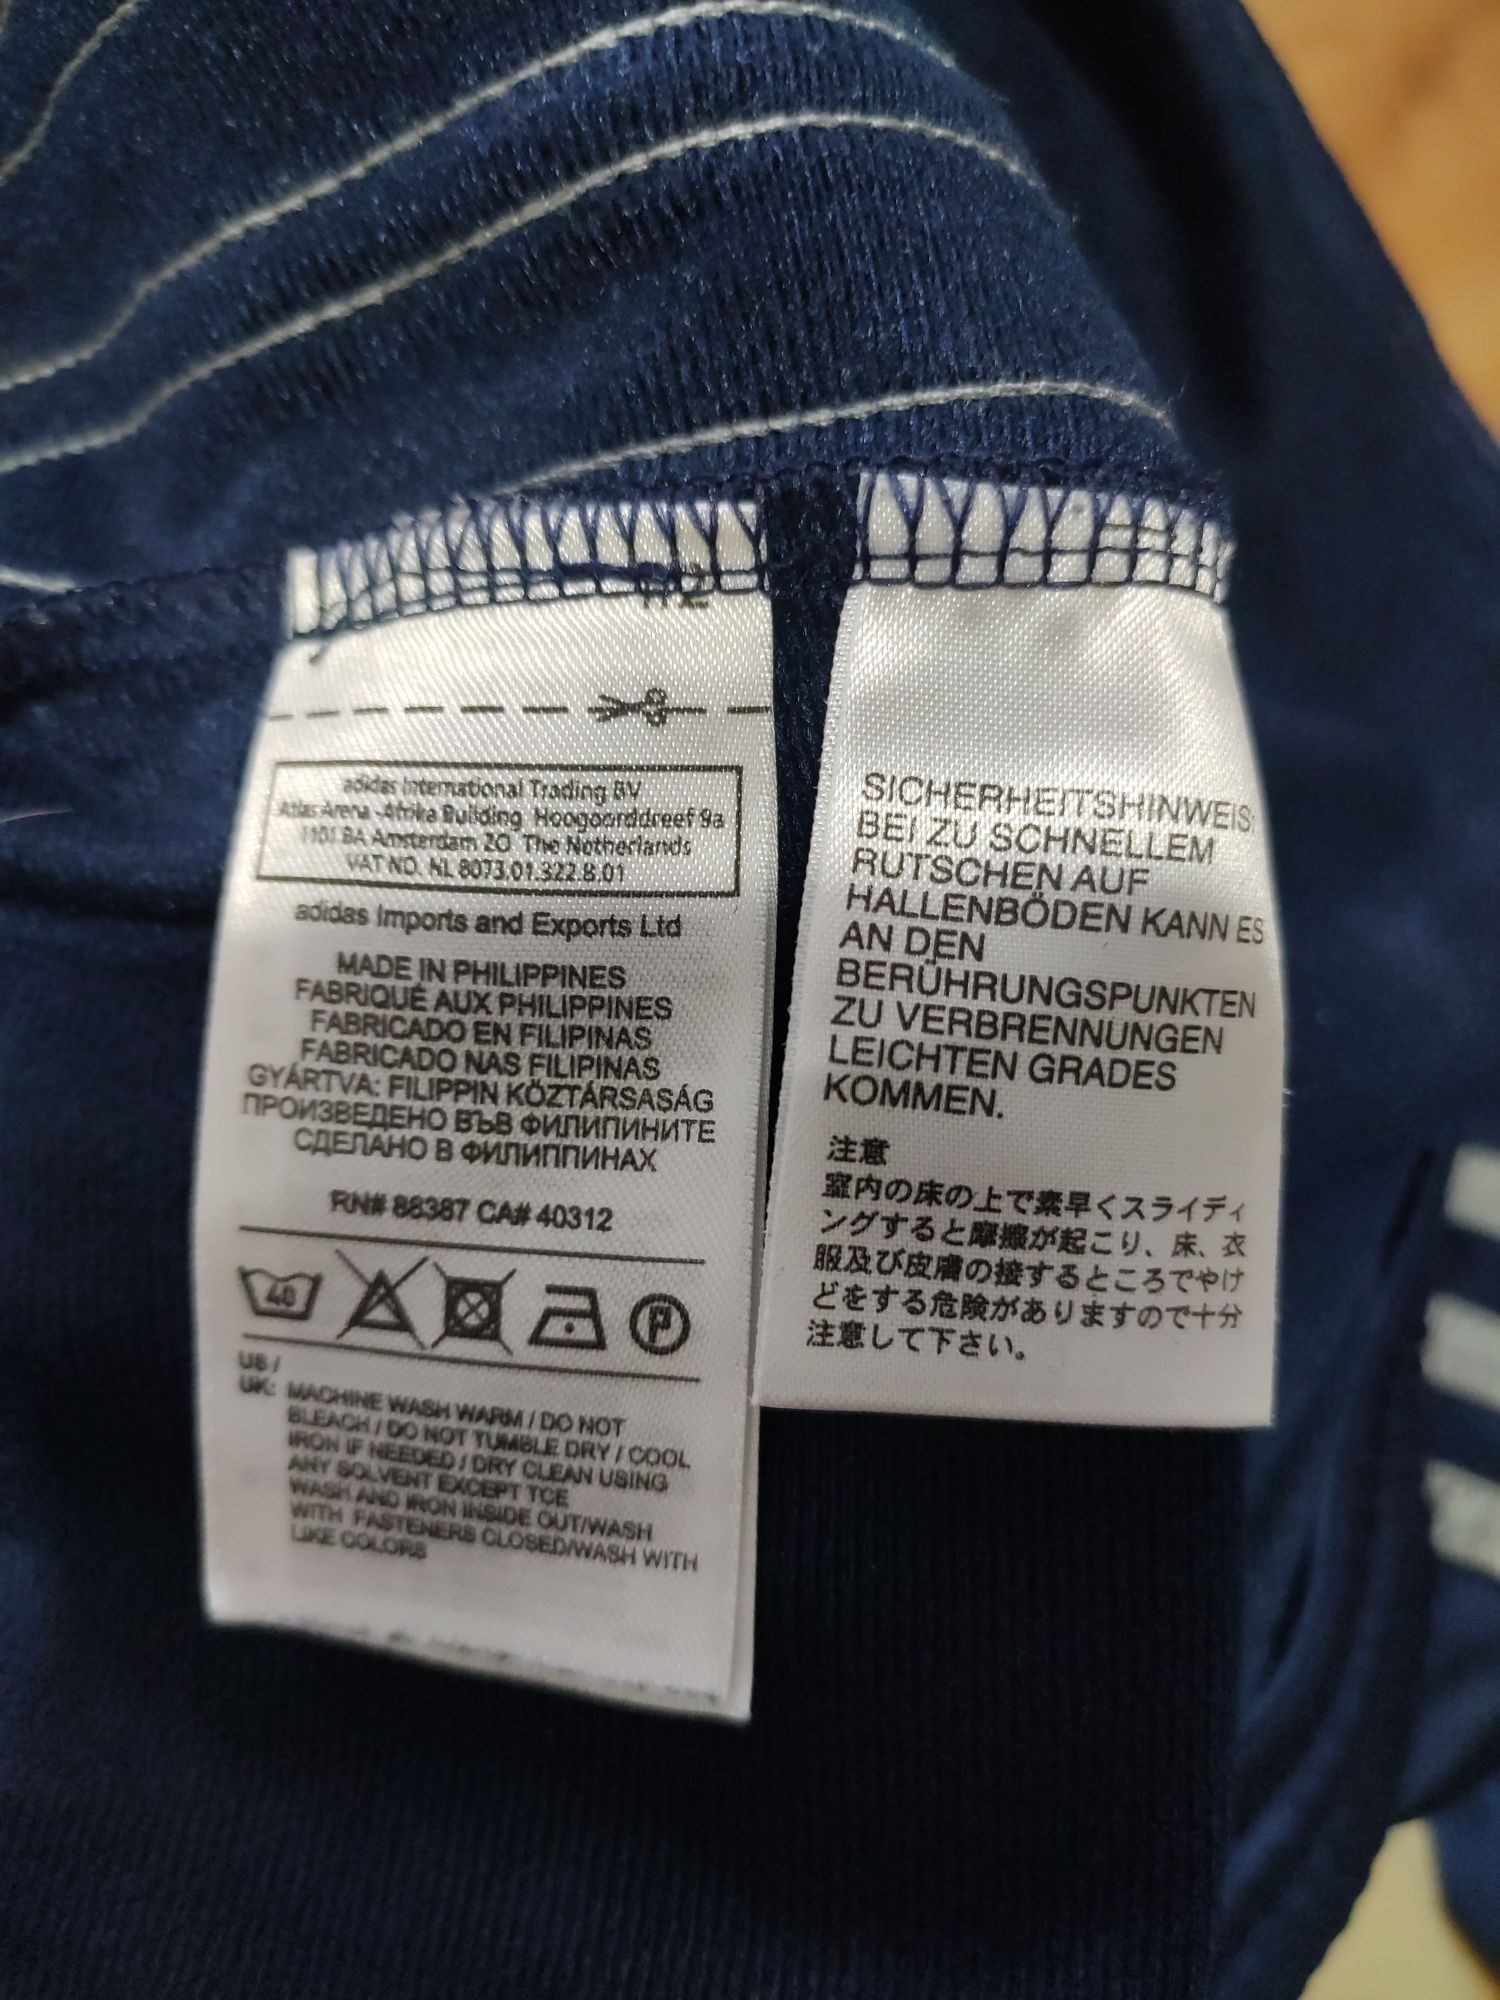 adidas International Trading BV
Atlas Arena -Afrika Building Hoogoorddreef 9a
1101 BA Amsterdam ZO The Netherlands
VAT NO. NL 8073.01.322.B.01
adidas Imports and Exports Ltd
MADE IN PHILIPPINES
FABRIQUÉ AUX PHILIPPINES
FABRICADO EN FILIPINAS
FABRICADO NAS FILIPINAS
GYÁRTVA: FILIPPIN KÖZTÁRSASÁG
ПРОИЗВЕДЕНО ВЪВ ФИЛИПИНИТЕ
СДЕЛАНО В ФИЛИППИНАХ
RN# 88387 CA# 40312
40 P
US /
UK: MACHINE WASH WARM / DO NOT
BLEACH / DO NOT TUMBLE DRY / COOL
IRON IF NEEDED / DRY CLEAN USING
ANY SOLVENT EXCEPT TCE
WASH AND IRON INSIDE OUT/WASH
WITH FASTENERS CLOSED/WASH WITH
LIKE COLORS
SICHERHEITSHINWEIS:
BEI ZU SCHNELLEM
RUTSCHEN AUF
HALLENBÖDEN KANN ES
AN DEN
BERÜHRUNGSPUNKTEN
ZU VERBRENNUNGEN
LEICHTEN GRADES
KOMMEN.
注意
室内の床の上で素早くスライディ
ングすると摩擦が起こり、床、衣
服及び皮膚の接するところでやけ
どをする危険がありますので十分
注意して下さい。